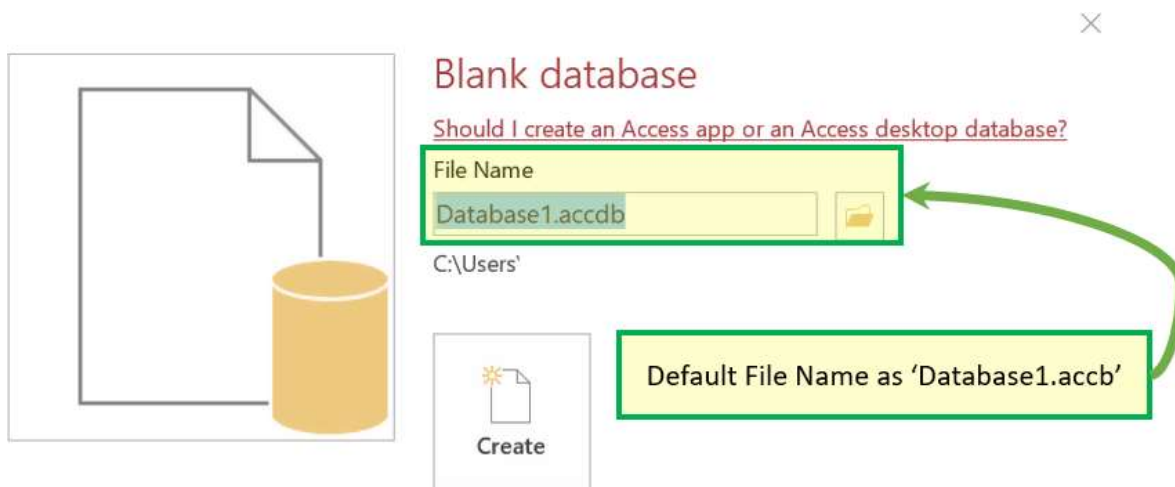 Blank database
Should I create an Access app or an Access desktop database?
File Name
Database1.accdb
C:\Users'
Default File Name as ‘Database1.accb’
Create